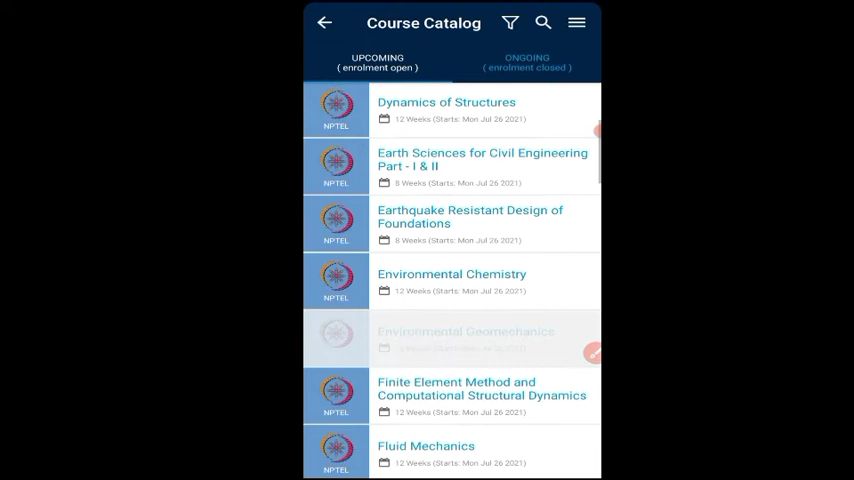 Course Catalog
UPCOMING
( enrolment open )
ONGOING
( enrolment closed )
NPTEL
Dynamics of Structures
12 Weeks (Starts: Mon Jul 26 2021)
NPTEL
Earth Sciences for Civil Engineering
Part - I & II
8 Weeks (Starts: Mon Jul 26 2021)
NPTEL
Earthquake Resistant Design of
Foundations
8 Weeks (Starts: Mon Jul 26 2021)
NPTEL
Environmental Chemistry
12 Weeks (Starts: Mon Jul 26 2021)
Environmental Geomechanics
NPTEL
Finite Element Method and
Computational Structural Dynamics
12 Weeks (Starts: Mon Jul 26 2021)
NPTEL
Fluid Mechanics
12 Weeks (Starts: Mon Jul 26 2021)